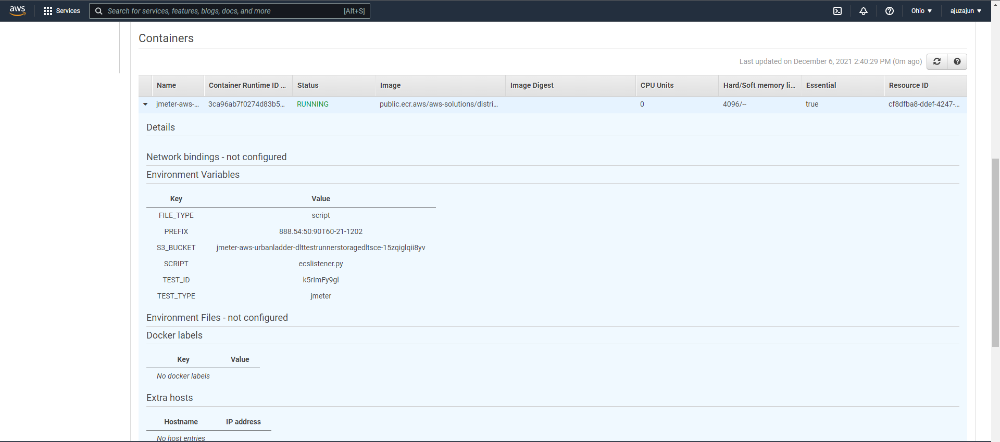 aws Services Search for services, features, blogs, docs, and more [Alt+S] Ohio ajuzajun
Containers
Last updated on December 6, 2021 2:40:29 PM (0m ago)
Name Container Runtime ID ... Status Image Image Digest CPU Units Hard/Soft memory li... Essential Resource ID
jmeter-aws-... 3ca96ab7f0274d83b5... RUNNING public.ecr.aws/aws-solutions/distri... 0 4096/-- true cf8dfba8-ddef-4247-...
Details
Network bindings - not configured
Environment Variables
Key Value
FILE_TYPE script
PREFIX 888.54:50:90T60-21-1202
S3_BUCKET jmeter-aws-urbanladder-dlttestrunnerstoragedltsce-15zqiglqii8yv
SCRIPT ecslistener.py
TEST_ID k5rImFy9gl
TEST_TYPE jmeter
Environment Files - not configured
Docker labels
Key Value
No docker labels
Extra hosts
Hostname IP address
No host entries